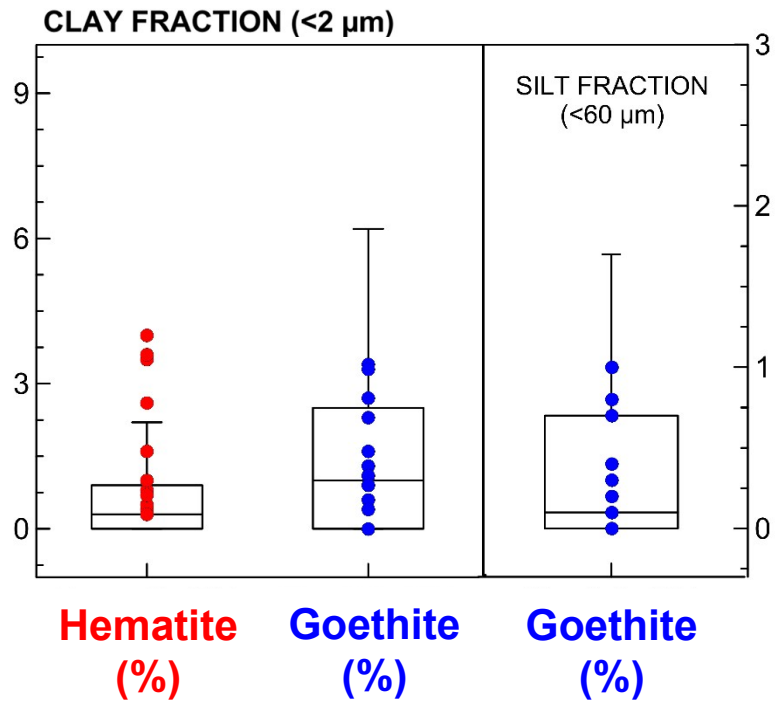 CLAY FRACTION (<2 µm)
9
6
3
0
SILT FRACTION
(<60 µm)
3
2
1
0
Hematite
(%)
Goethite
(%)
Goethite
(%)